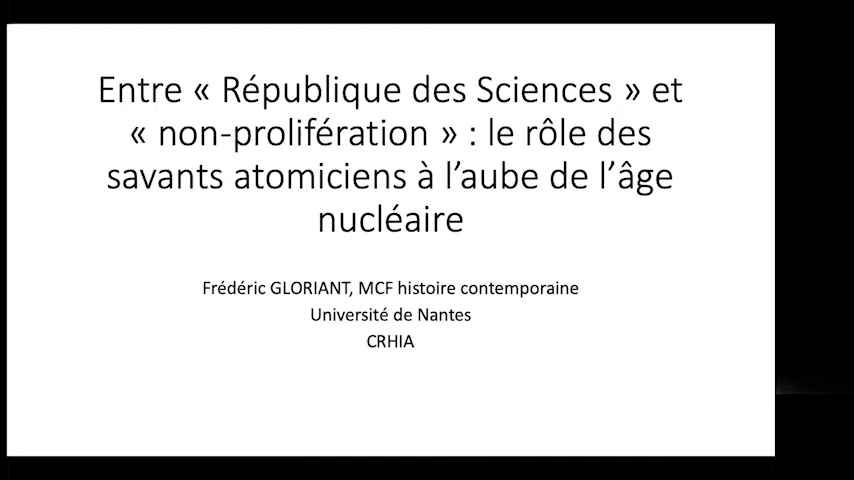 Entre « République des Sciences » et
« non-prolifération » : le rôle des
savants atomiciens à l’aube de l’âge
nucléaire
Frédéric GLORIANT, MCF histoire contemporaine
Université de Nantes
CRHIA